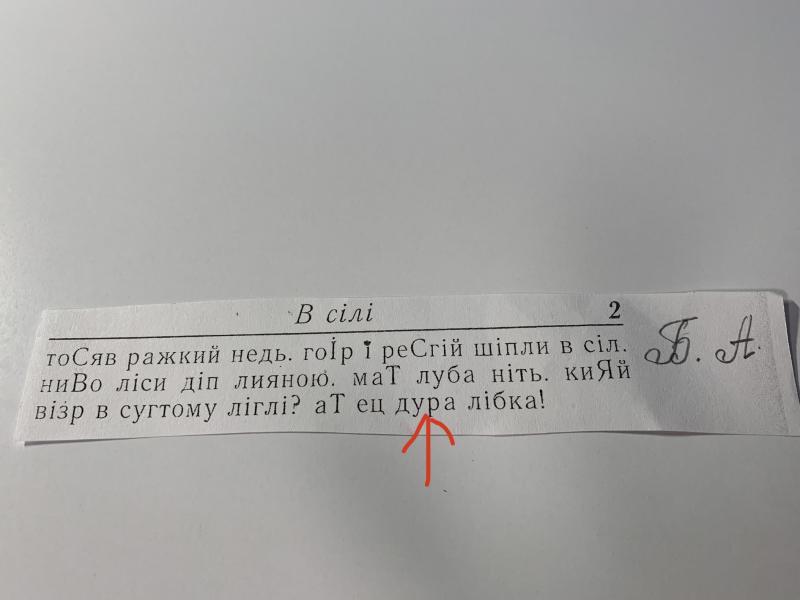 В сілі 2
тоСяв ражкий недь. гоІр і реСгій шіпли в сіл.
ниВо ліси діп лияною. маТ луба ніть. киЯй
візр в сугтому ліглі? аТ ец дура лібка!
Б. А.